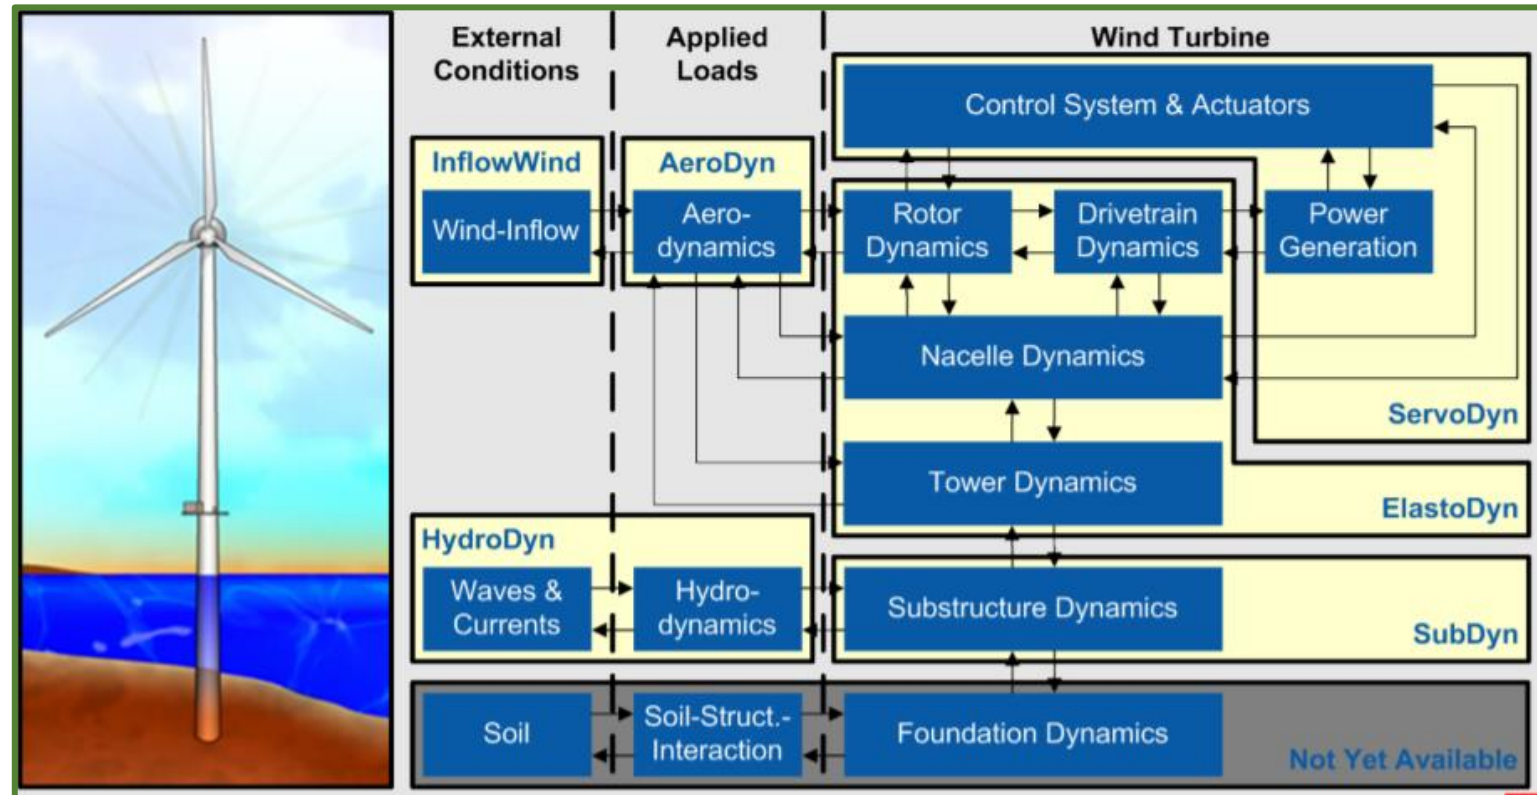 External
Conditions
Applied
Loads
Wind Turbine
Control System & Actuators
InflowWind
AeroDyn
Wind-Inflow
Aero-
dynamics
Rotor
Dynamics
Drivetrain
Dynamics
Power
Generation
Nacelle Dynamics
ServoDyn
Tower Dynamics
ElastoDyn
HydroDyn
Waves &
Currents
Hydro-
dynamics
Substructure Dynamics
SubDyn
Soil
Soil-Struct.-
Interaction
Foundation Dynamics
Not Yet Available